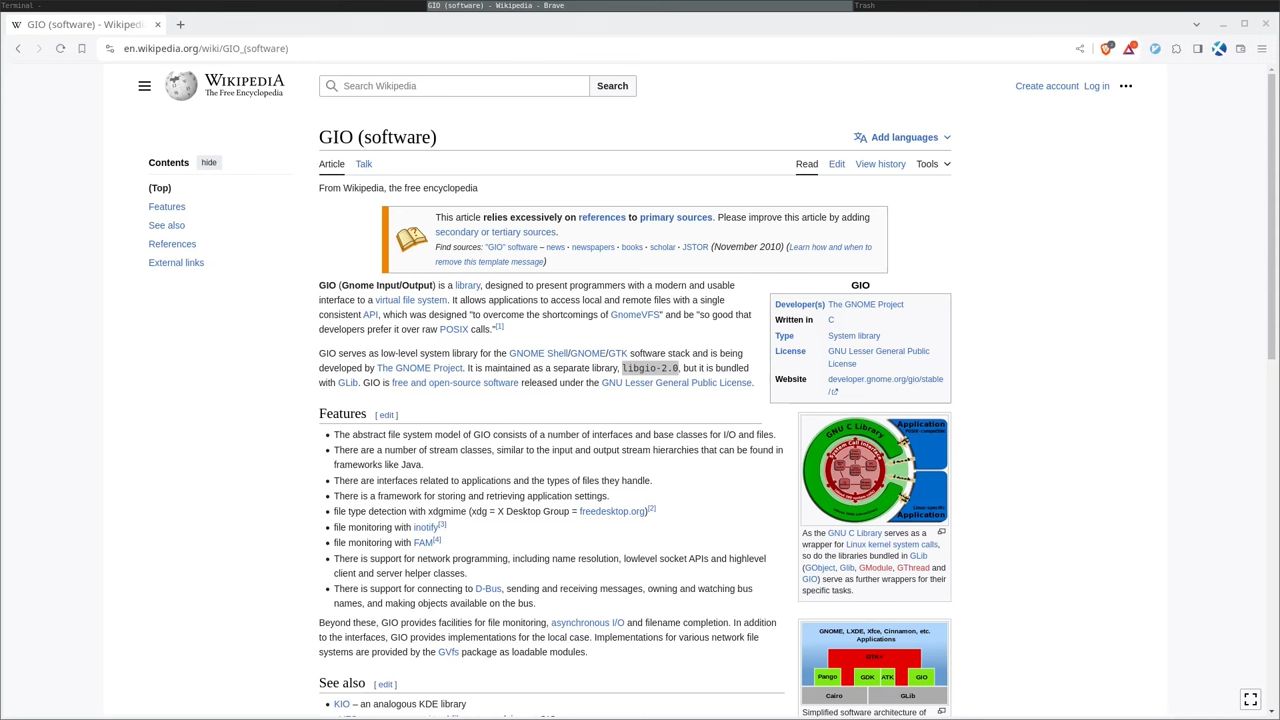 Terminal -
GIO (software) - Wikipedia - Brave
Trash
GIO (software) - Wikipedi
en.wikipedia.org/wiki/GIO_(software)
WIKIPEDIA
The Free Encyclopedia
Search Wikipedia
Search
Create account Log in
GIO (software)
Add languages
Contents hide
(Top)
Features
See also
References
External links
Article Talk
Read Edit View history Tools
From Wikipedia, the free encyclopedia
This article relies excessively on references to primary sources. Please improve this article by adding
secondary or tertiary sources.
Find sources: "GIO" software – news · newspapers · books · scholar · JSTOR (November 2010) (Learn how and when to
remove this template message)
GIO (Gnome Input/Output) is a library, designed to present programmers with a modern and usable
interface to a virtual file system. It allows applications to access local and remote files with a single
consistent API, which was designed "to overcome the shortcomings of GnomeVFS" and be "so good that
developers prefer it over raw POSIX calls."[1]
GIO serves as low-level system library for the GNOME Shell/GNOME/GTK software stack and is being
developed by The GNOME Project. It is maintained as a separate library, libgio-2.0, but it is bundled
with GLib. GIO is free and open-source software released under the GNU Lesser General Public License.
GIO
Developer(s) The GNOME Project
Written in C
Type System library
License GNU Lesser General Public
License
Website developer.gnome.org/gio/stable
/
Features [ edit ]
The abstract file system model of GIO consists of a number of interfaces and base classes for I/O and files.
There are a number of stream classes, similar to the input and output stream hierarchies that can be found in
frameworks like Java.
There are interfaces related to applications and the types of files they handle.
There is a framework for storing and retrieving application settings.
file type detection with xdgmime (xdg = X Desktop Group = freedesktop.org)[2]
file monitoring with inotify[3]
file monitoring with FAM[4]
There is support for network programming, including name resolution, lowlevel socket APIs and highlevel
client and server helper classes.
There is support for connecting to D-Bus, sending and receiving messages, owning and watching bus
names, and making objects available on the bus.
Beyond these, GIO provides facilities for file monitoring, asynchronous I/O and filename completion. In addition
to the interfaces, GIO provides implementations for the local case. Implementations for various network file
systems are provided by the GVfs package as loadable modules.
See also [ edit ]
KIO – an analogous KDE library
GNU C Library
System Call Interface
Application
POSIX-compatible
Linux-specific
Application
As the GNU C Library serves as a
wrapper for Linux kernel system calls,
so do the libraries bundled in GLib
(GObject, Glib, GModule, GThread and
GIO) serve as further wrappers for their
specific tasks.
GNOME, LXDE, Xfce, Cinnamon, etc.
Applications
GTK+
Pango GDK ATK GIO
Cairo GLib
Simplified software architecture of